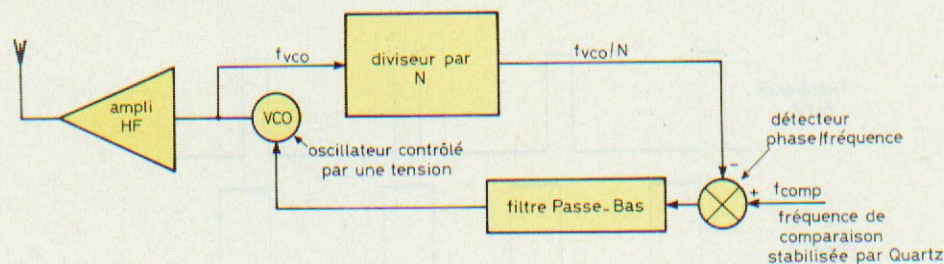 fvco
diviseur par
N
fvco/N
ampli
HF
VCO
oscillateur contrôlé
par une tension
détecteur
phase/fréquence
-
+
fcomp
filtre Passe-Bas
fréquence de
comparaison
stabilisée par Quartz